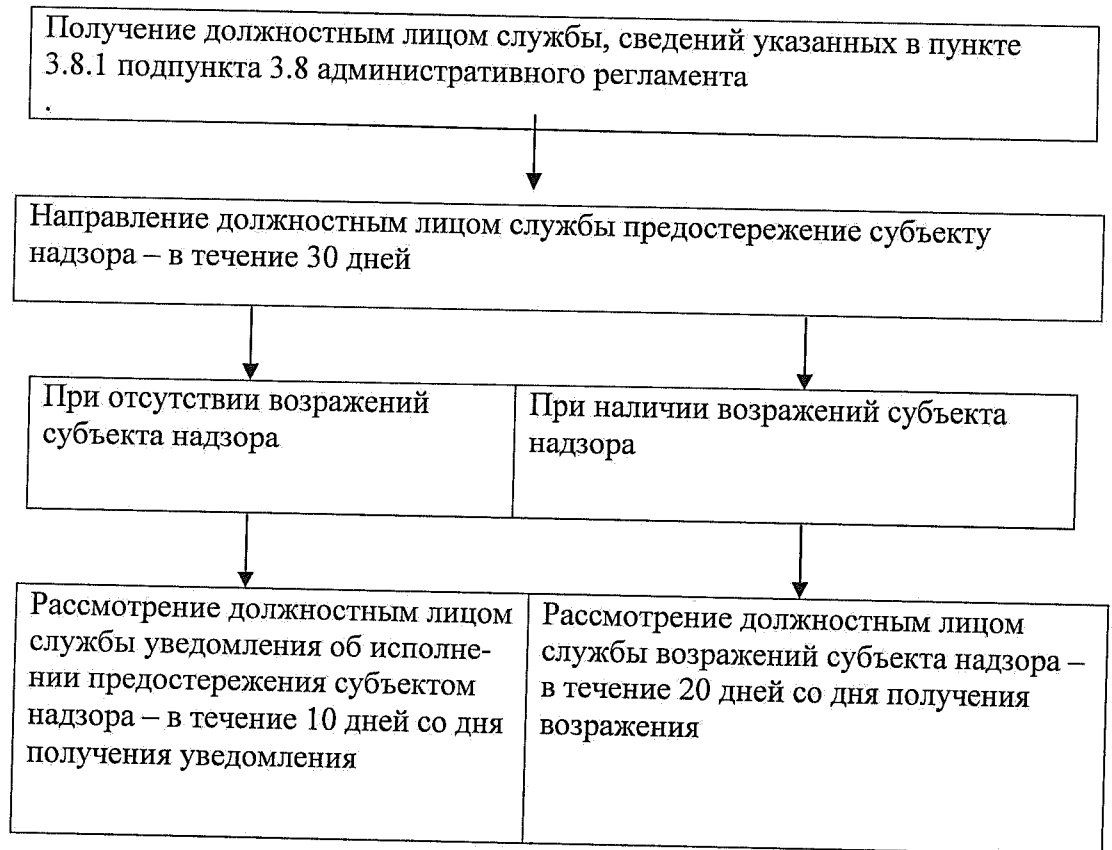 Получение должностным лицом службы, сведений указанных в пункте
3.8.1 подпункта 3.8 административного регламента
.
Направление должностным лицом службы предостережение субъекту
надзора – в течение 30 дней
При отсутствии возражений
субъекта надзора
При наличии возражений субъекта
надзора
Рассмотрение должностным лицом
службы уведомления об исполне-
нии предостережения субъектом
надзора – в течение 10 дней со дня
получения уведомления
Рассмотрение должностным лицом
службы возражений субъекта надзора –
в течение 20 дней со дня получения
возражения